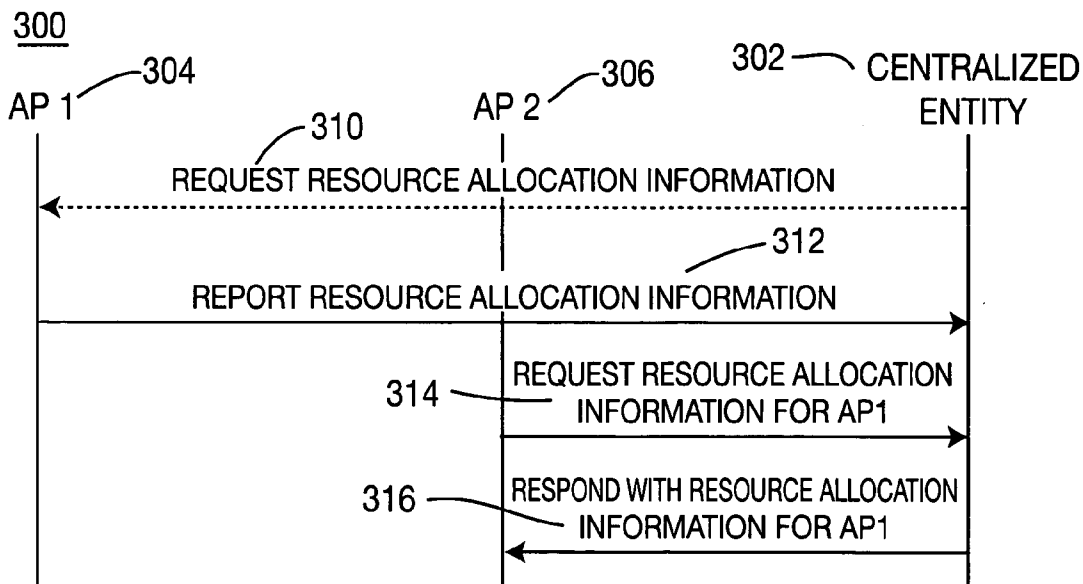 300
AP 1
304
AP 2
306
302
CENTRALIZED
ENTITY
310
REQUEST RESOURCE ALLOCATION INFORMATION
312
REPORT RESOURCE ALLOCATION INFORMATION
314
REQUEST RESOURCE ALLOCATION
INFORMATION FOR AP1
316
RESPOND WITH RESOURCE ALLOCATION
INFORMATION FOR AP1